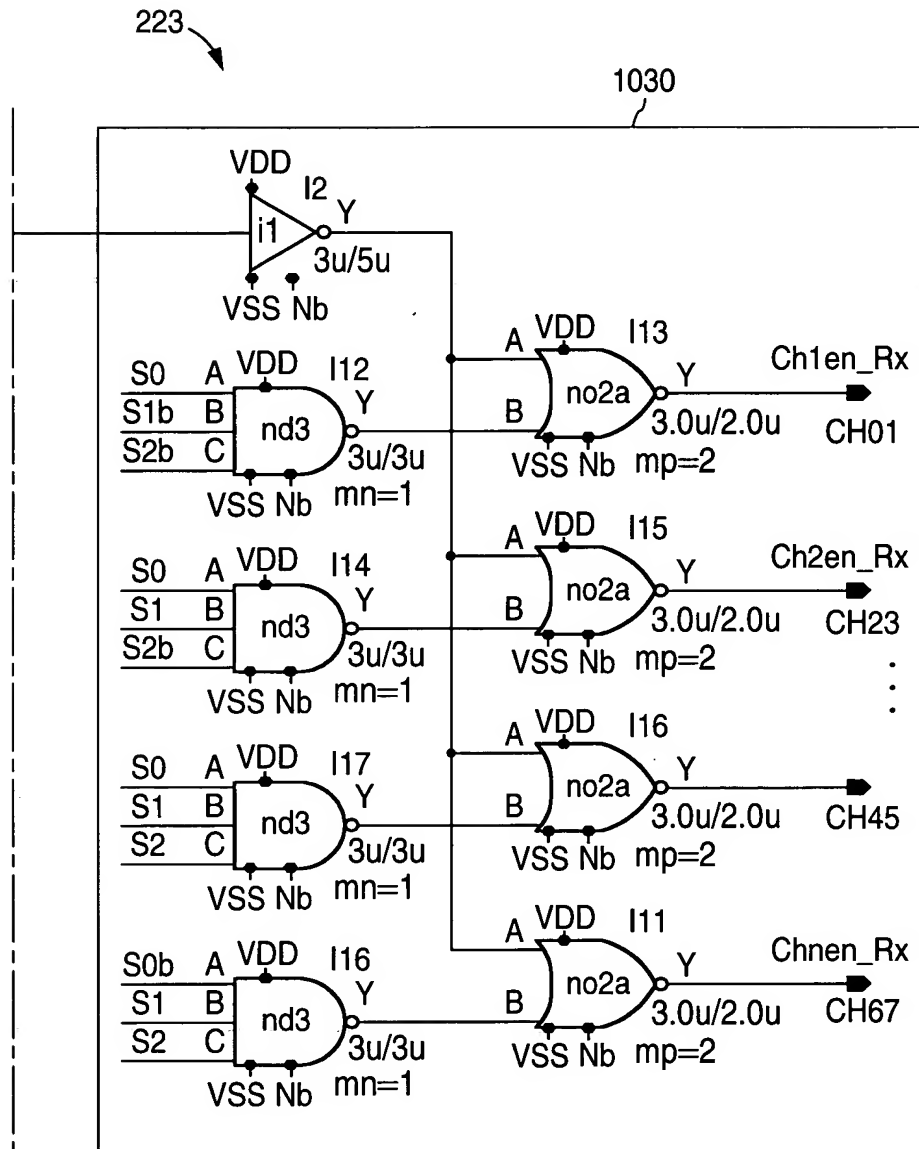 223
1030
VDD
I2
Y
i1
3u/5u
VSS Nb
VDD
I13
A
Y
Ch1en_Rx
no2a
B
3.0u/2.0u
CH01
VSS Nb
mp=2
S0 A
VDD
I12
S1b B
Y
nd3
S2b C
3u/3u
VSS Nb
mn=1
VDD
I15
A
Y
Ch2en_Rx
no2a
B
3.0u/2.0u
CH23
VSS Nb
mp=2
S0 A
VDD
I14
S1 B
Y
nd3
S2b C
3u/3u
VSS Nb
mn=1
VDD
I16
A
Y
no2a
B
3.0u/2.0u
CH45
VSS Nb
mp=2
S0 A
VDD
I17
S1 B
Y
nd3
S2 C
3u/3u
VSS Nb
mn=1
VDD
I11
A
Y
Chnen_Rx
no2a
B
3.0u/2.0u
CH67
VSS Nb
mp=2
S0b A
VDD
I16
S1 B
Y
nd3
S2 C
3u/3u
VSS Nb
mn=1